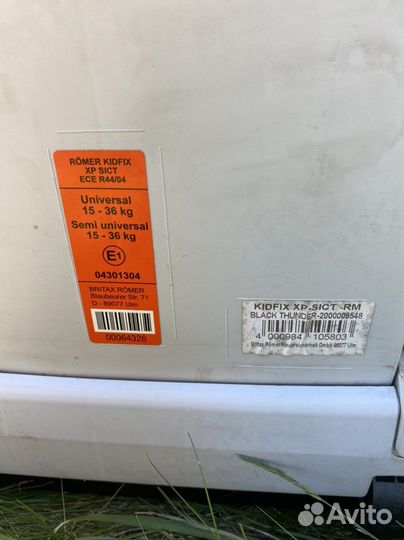 RÖMER KIDFIX
XP SICT
ECE R44/04
Universal
15 - 36 kg
Semi universal
15 - 36 kg
E1
04301304
BRITAX RÖMER
Blaubeurer Str. 71
D - 89077 Ulm
00064326
KIDFIX XP SICT -RM
BLACK THUNDER-2000009548
4 000984 105803
Britax Römer Kindersicherheit GmbH 89077 Ulm
Avito